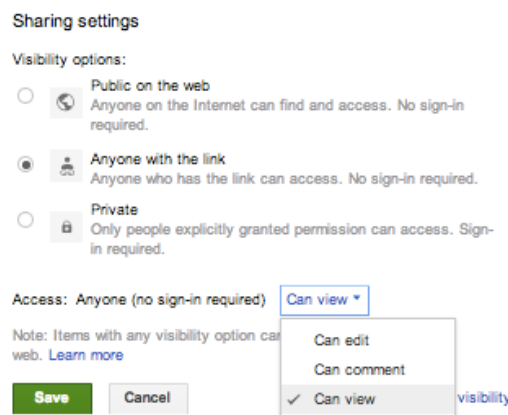 Sharing settings
Visibility options:
Public on the web
Anyone on the Internet can find and access. No sign-in
required.
Anyone with the link
Anyone who has the link can access. No sign-in required.
Private
Only people explicitly granted permission can access. Sign-
in required.
Access: Anyone (no sign-in required) Can view
Note: Items with any visibility option can
web. Learn more
Can edit
Can comment
Can view
Save Cancel visibility